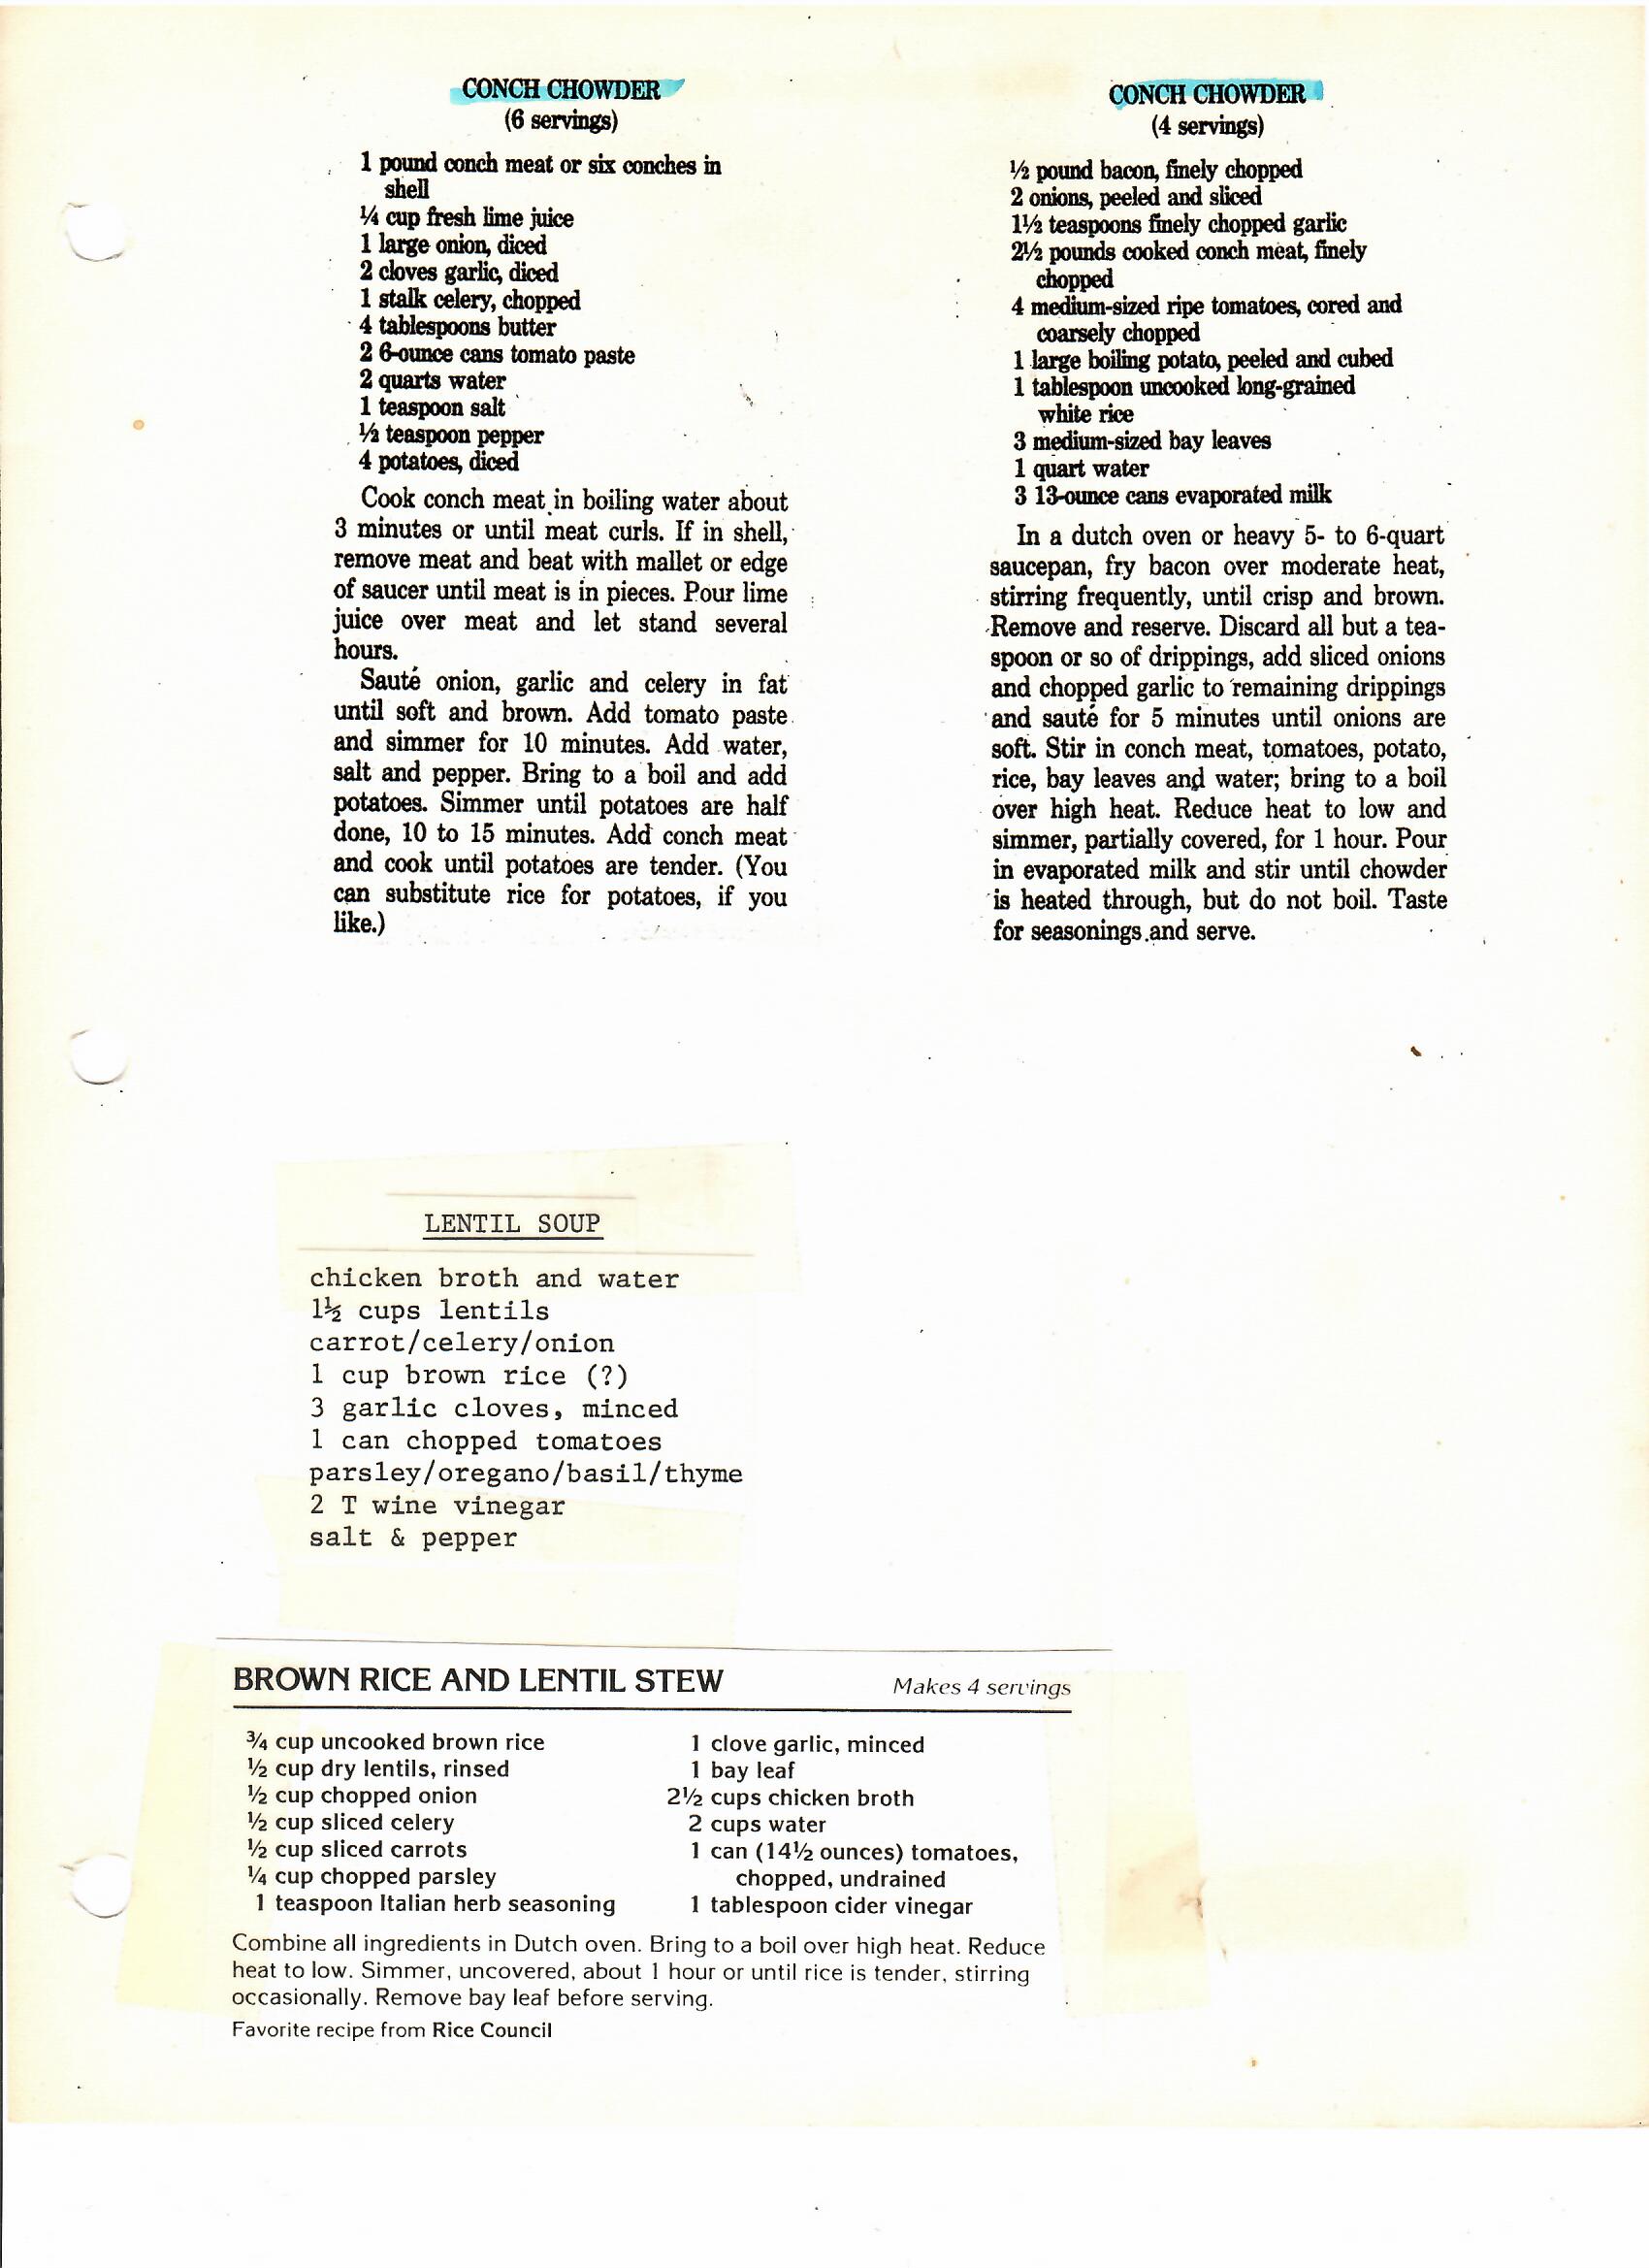 CONCH CHOWDER
(6 servings)
1 pound conch meat or six conches in
shell
¼ cup fresh lime juice
1 large onion, diced
2 cloves garlic, diced
1 stalk celery, chopped
4 tablespoons butter
2 6-ounce cans tomato paste
2 quarts water
1 teaspoon salt
½ teaspoon pepper
4 potatoes, diced
Cook conch meat in boiling water about
3 minutes or until meat curls. If in shell,
remove meat and beat with mallet or edge
of saucer until meat is in pieces. Pour lime
juice over meat and let stand several
hours.
Sauté onion, garlic and celery in fat
until soft and brown. Add tomato paste
and simmer for 10 minutes. Add water,
salt and pepper. Bring to a boil and add
potatoes. Simmer until potatoes are half
done, 10 to 15 minutes. Add conch meat
and cook until potatoes are tender. (You
can substitute rice for potatoes, if you
like.)
CONCH CHOWDER
(4 servings)
½ pound bacon, finely chopped
2 onions, peeled and sliced
1½ teaspoons finely chopped garlic
2½ pounds cooked conch meat, finely
chopped
4 medium-sized ripe tomatoes, cored and
coarsely chopped
1 large boiling potato, peeled and cubed
1 tablespoon uncooked long-grained
white rice
3 medium-sized bay leaves
1 quart water
3 13-ounce cans evaporated milk
In a dutch oven or heavy 5- to 6-quart
saucepan, fry bacon over moderate heat,
stirring frequently, until crisp and brown.
Remove and reserve. Discard all but a tea-
spoon or so of drippings, add sliced onions
and chopped garlic to remaining drippings
and sauté for 5 minutes until onions are
soft. Stir in conch meat, tomatoes, potato,
rice, bay leaves and water; bring to a boil
over high heat. Reduce heat to low and
simmer, partially covered, for 1 hour. Pour
in evaporated milk and stir until chowder
is heated through, but do not boil. Taste
for seasonings and serve.
LENTIL SOUP
chicken broth and water
1½ cups lentils
carrot/celery/onion
1 cup brown rice (?)
3 garlic cloves, minced
1 can chopped tomatoes
parsley/oregano/basil/thyme
2 T wine vinegar
salt & pepper
BROWN RICE AND LENTIL STEW Makes 4 servings
¾ cup uncooked brown rice
½ cup dry lentils, rinsed
½ cup chopped onion
½ cup sliced celery
½ cup sliced carrots
¼ cup chopped parsley
1 teaspoon Italian herb seasoning
1 clove garlic, minced
1 bay leaf
2½ cups chicken broth
2 cups water
1 can (14½ ounces) tomatoes,
chopped, undrained
1 tablespoon cider vinegar
Combine all ingredients in Dutch oven. Bring to a boil over high heat. Reduce
heat to low. Simmer, uncovered, about 1 hour or until rice is tender, stirring
occasionally. Remove bay leaf before serving.
Favorite recipe from Rice Council